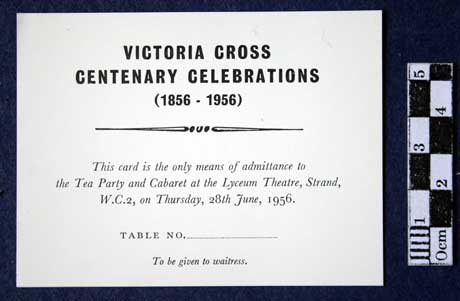 VICTORIA CROSS
CENTENARY CELEBRATIONS
(1856 - 1956)
This card is the only means of admittance to
the Tea Party and Cabaret at the Lyceum Theatre, Strand,
W.C.2, on Thursday, 28th June, 1956.
TABLE NO.
To be given to waitress.
5
4
3
2
1
0cm